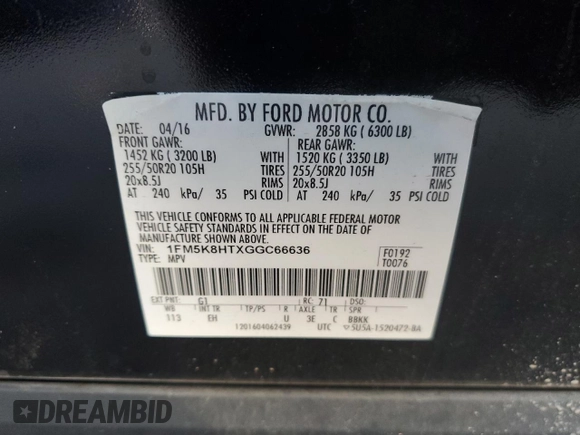 MFD. BY FORD MOTOR CO.
DATE: 04/16 GVWR: 2858 KG ( 6300 LB)
FRONT GAWR: REAR GAWR:
1452 KG ( 3200 LB) WITH 1520 KG ( 3350 LB) WITH
255/50R20 105H TIRES 255/50R20 105H TIRES
20x8.5J RIMS 20x8.5J RIMS
AT 240 kPa/ 35 PSI COLD AT 240 kPa/ 35 PSI COLD
THIS VEHICLE CONFORMS TO ALL APPLICABLE FEDERAL MOTOR
VEHICLE SAFETY STANDARDS IN EFFECT ON THE DATE OF
MANUFACTURE SHOWN ABOVE.
VIN: 1FM5K8HTXGGC66636 F0192
TYPE: MPV T0076
EXT PNT: G1 RC: 71 DSO:
WB INT TR TP/PS R AXLE TR SPR
113 EH U 3E C BBKK
1201604062439 UTC 5U5A-1520472-BA
DREAMBID